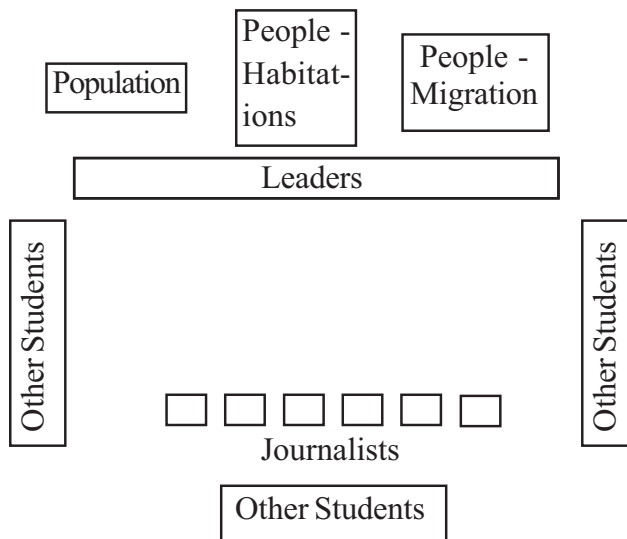 Population
People -
Habitat-
ions
People -
Migration
Leaders
Other Students
Other Students
Journalists
Other Students